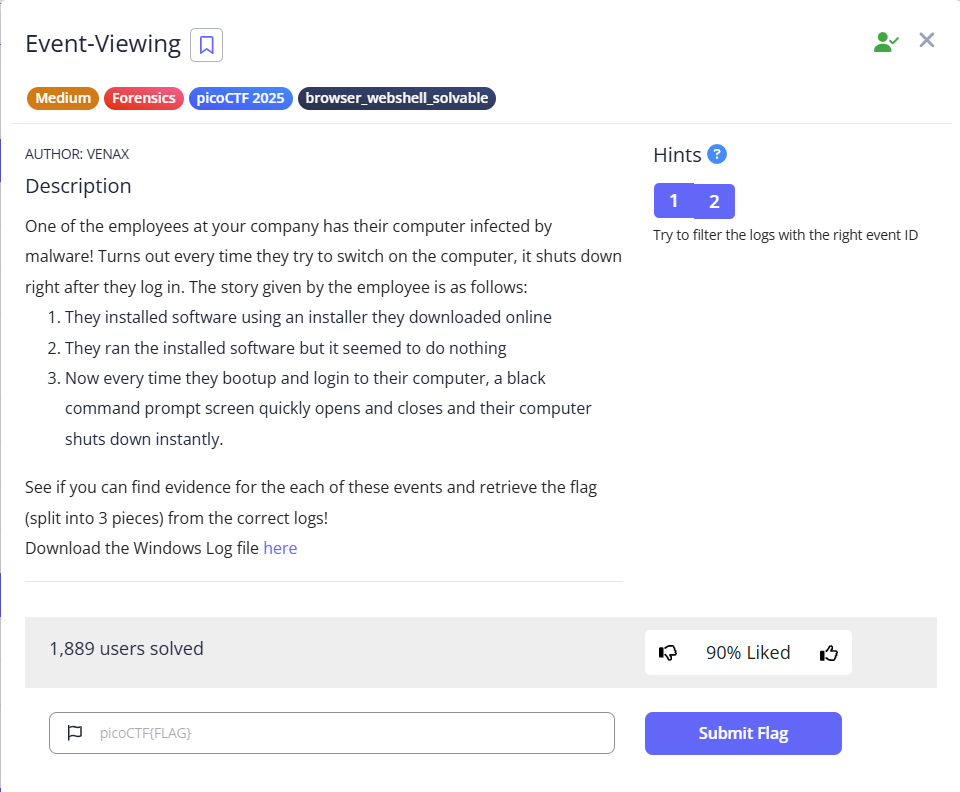 Event-Viewing
Medium Forensics picoCTF 2025 browser_webshell_solvable
AUTHOR: VENAX
Description
One of the employees at your company has their computer infected by
malware! Turns out every time they try to switch on the computer, it shuts down
right after they log in. The story given by the employee is as follows:
1. They installed software using an installer they downloaded online
2. They ran the installed software but it seemed to do nothing
3. Now every time they bootup and login to their computer, a black
command prompt screen quickly opens and closes and their computer
shuts down instantly.
See if you can find evidence for the each of these events and retrieve the flag
(split into 3 pieces) from the correct logs!
Download the Windows Log file here
Hints ?
1 2
Try to filter the logs with the right event ID
1,889 users solved
90% Liked
picoCTF{FLAG}
Submit Flag